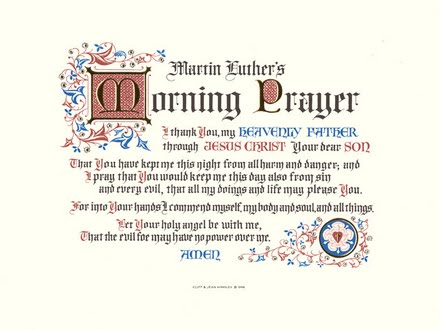 Martin Luther's
Morning Prayer
I thank You, my HEAVENLY FATHER
through JESUS CHRIST Your dear SON
That You have kept me this night from all harm and danger; and
I pray that You would keep me this day also from sin
and every evil, that all my doings and life may please You.
For into Your hands I commend myself, my body and soul, and all things.
Let Your holy angel be with me,
That the evil foe may have no power over me.
AMEN